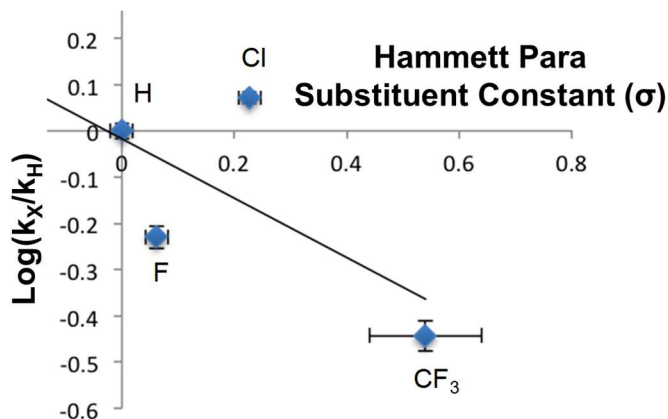 0.2
0.1
0
-0.1
-0.2
-0.3
-0.4
-0.5
-0.6
0
0.2
0.4
0.6
0.8
Log(kX/kH)
Hammett Para
Substituent Constant (σ)
H
Cl
F
CF₃